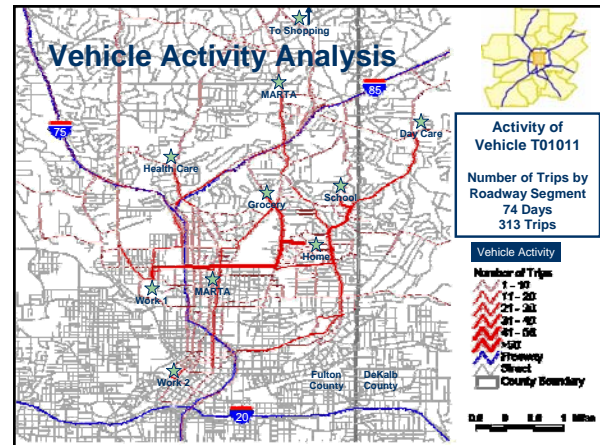 To Shopping
Vehicle Activity Analysis
MARTA
85
75
Day Care
Health Care
Grocery
School
Home
Work 1
MARTA
Work 2
Fulton
County
DeKalb
County
20
Activity of
Vehicle T01011
Number of Trips by
Roadway Segment
74 Days
313 Trips
Vehicle Activity
Number of Trips
1 - 10
11 - 20
21 - 30
31 - 40
>50
Freeway
Street
County Boundary
0 1 Miles